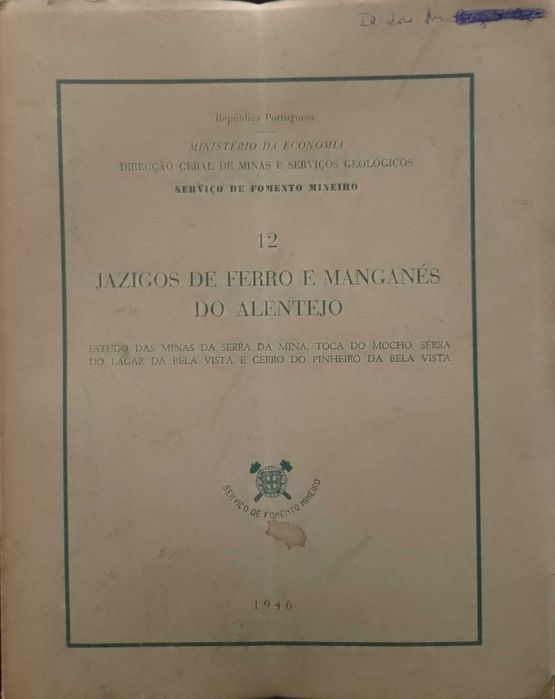 República Portuguesa
MINISTÉRIO DA ECONOMIA
DIRECÇÃO GERAL DE MINAS E SERVIÇOS GEOLÓGICOS
SERVIÇO DE FOMENTO MINEIRO
12
JAZIGOS DE FERRO E MANGANÉS
DO ALENTEJO
ESTUDO DAS MINAS DA SERRA DA MINA, TOCA DO MOCHO, SERRA
DO LAGAR DA BELA VISTA E CERRO DO PINHEIRO DA BELA VISTA
SERVIÇO DE FOMENTO MINEIRO
1946